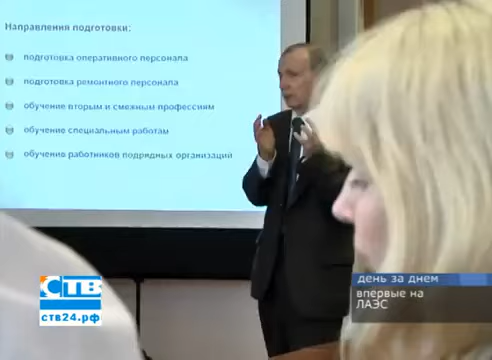 Направления подготовки:
подготовка оперативного персонала
подготовка ремонтного персонала
обучение вторым и смежным профессиям
обучение специальным работам
обучение работников подрядных организаций
СТВ
ств24.рф
день за днем
впервые на
ЛАЭС